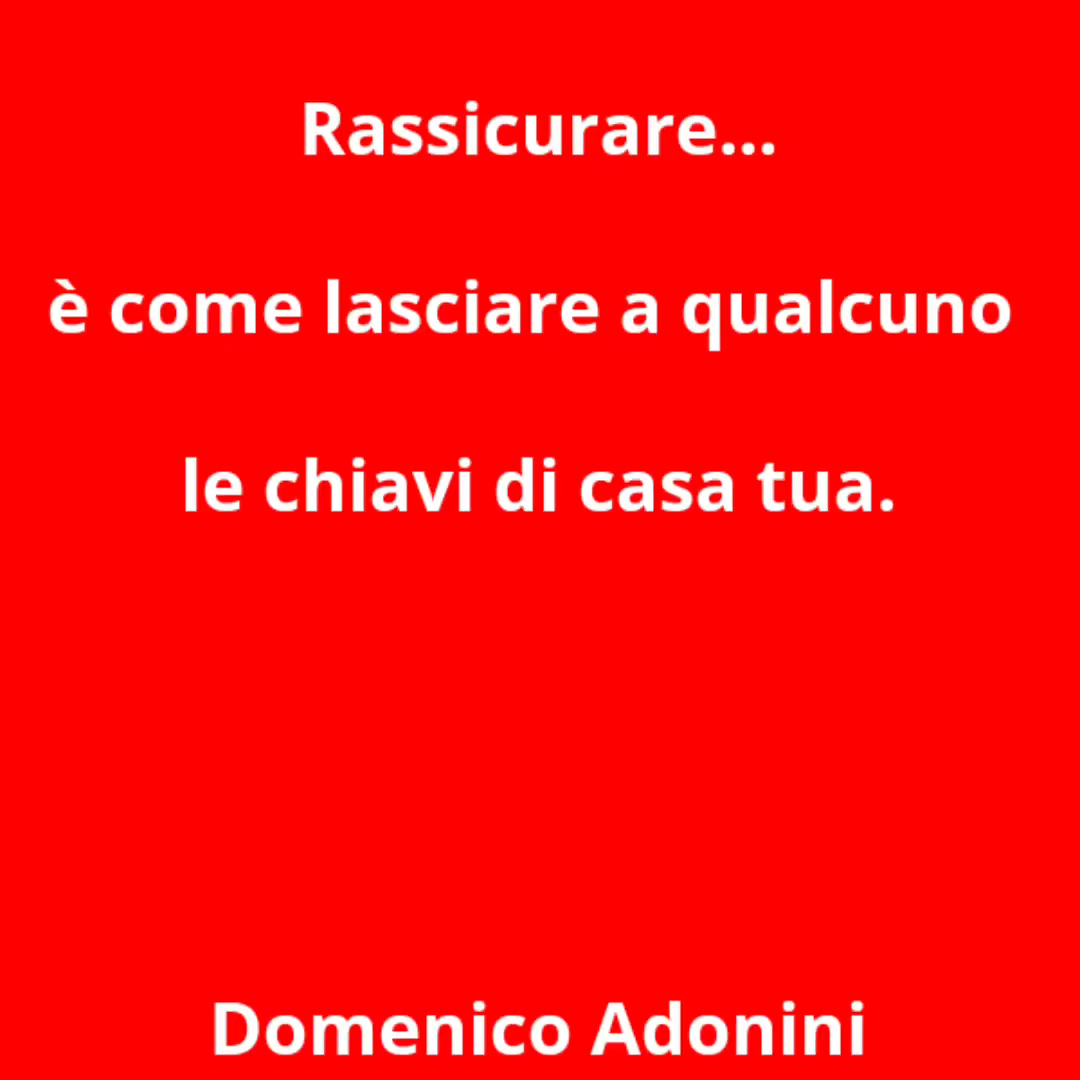 Rassicurare...
è come lasciare a qualcuno
le chiavi di casa tua.
Domenico Adonini